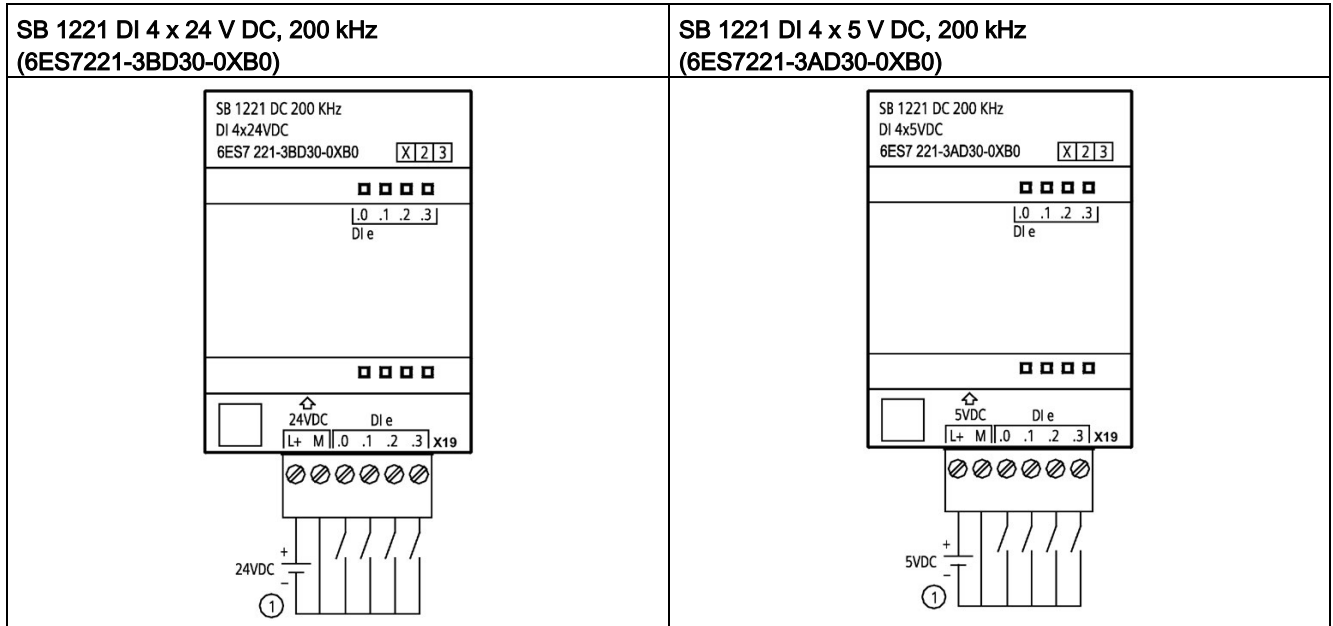 SB 1221 DI 4 x 24 V DC, 200 kHz
(6ES7221-3BD30-0XB0)
SB 1221 DC 200 KHz
DI 4x24VDC
6ES7 221-3BD30-0XB0 X 2 3
.0 .1 .2 .3
DI e
24VDC DI e
L+ M .0 .1 .2 .3 X19
+
24VDC
–
1
SB 1221 DI 4 x 5 V DC, 200 kHz
(6ES7221-3AD30-0XB0)
SB 1221 DC 200 KHz
DI 4x5VDC
6ES7 221-3AD30-0XB0 X 2 3
.0 .1 .2 .3
DI e
5VDC DI e
L+ M .0 .1 .2 .3 X19
+
5VDC
–
1